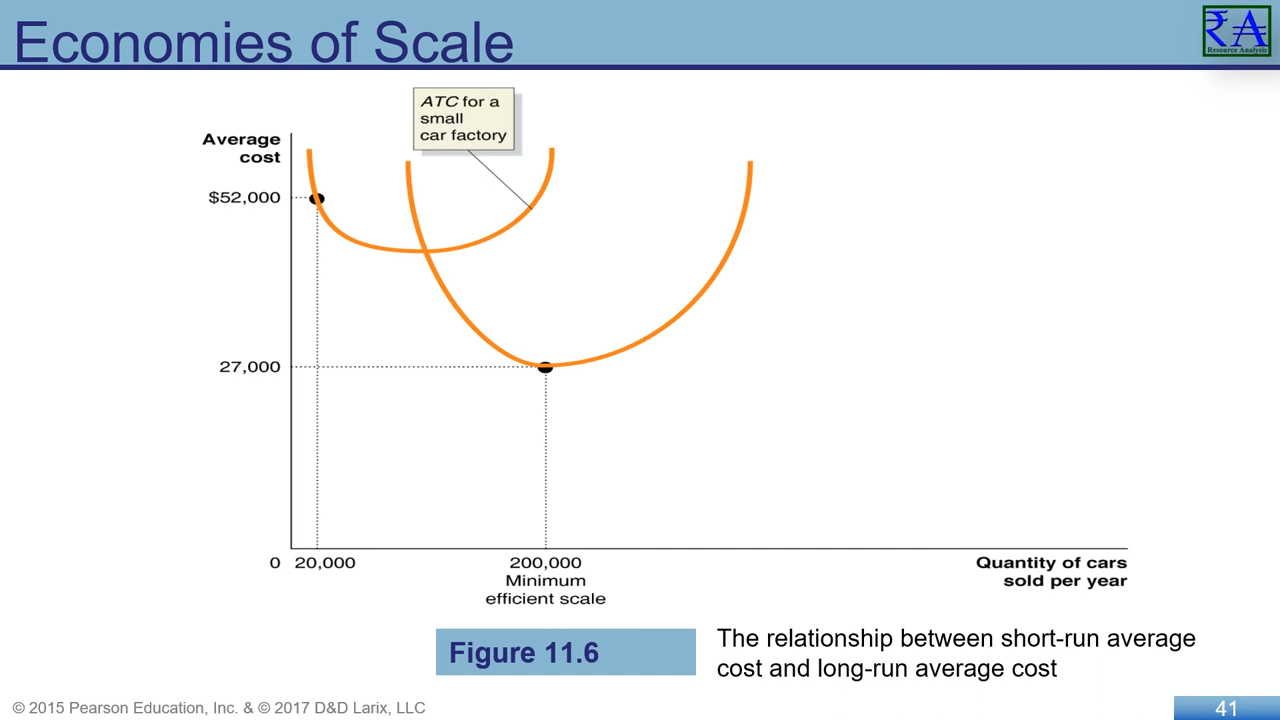 Economies of Scale
₹A
Resource Analysis
ATC for a
small
car factory
Average
cost
$52,000
27,000
0 20,000
200,000
Minimum
efficient scale
Quantity of cars
sold per year
Figure 11.6
The relationship between short-run average
cost and long-run average cost
© 2015 Pearson Education, Inc. & © 2017 D&D Larix, LLC
41